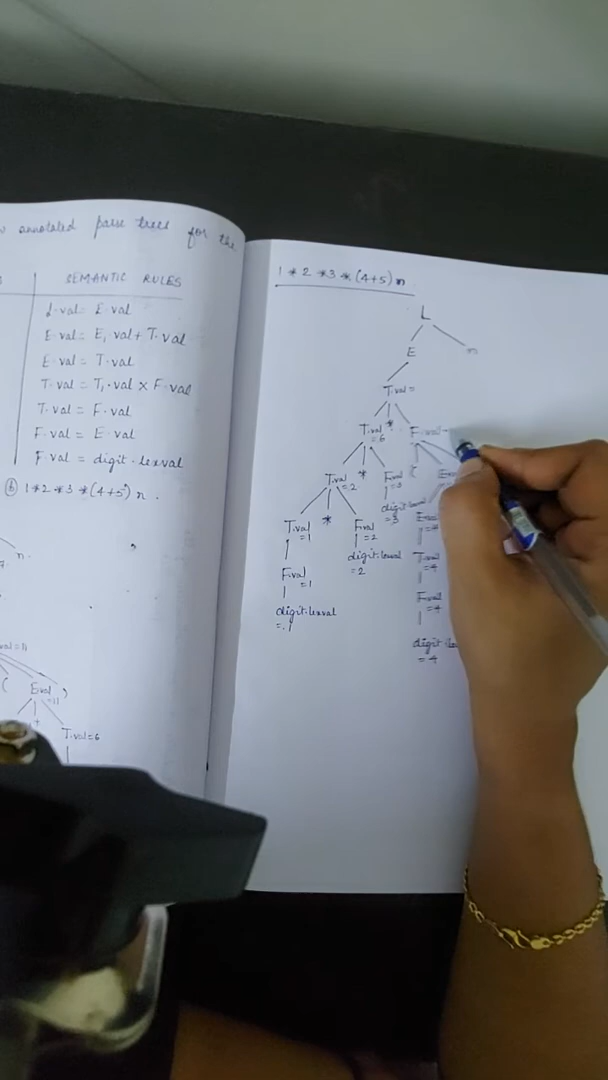 annotated parse trees for the
SEMANTIC RULES
L.val = E.val
E.val = E₁.val + T.val
E.val = T.val
T.val = T₁.val × F.val
T.val = F.val
F.val = E.val
F.val = digit.lexval
(b) 1*2*3*(4+5) n.
n.
val=11
( E.val )
=11
+
T.val=6
1*2*3*(4+5)n
L
E n
T.val=
T.val * F.val
=6
T.val * F.val (
=2 =3
digit.lexval
=3
T.val * F.val
=1 =2
F.val
=1
digit.lexval
=2
digit.lexval
=1
T.val
=4
F.val
=4
digit
=4